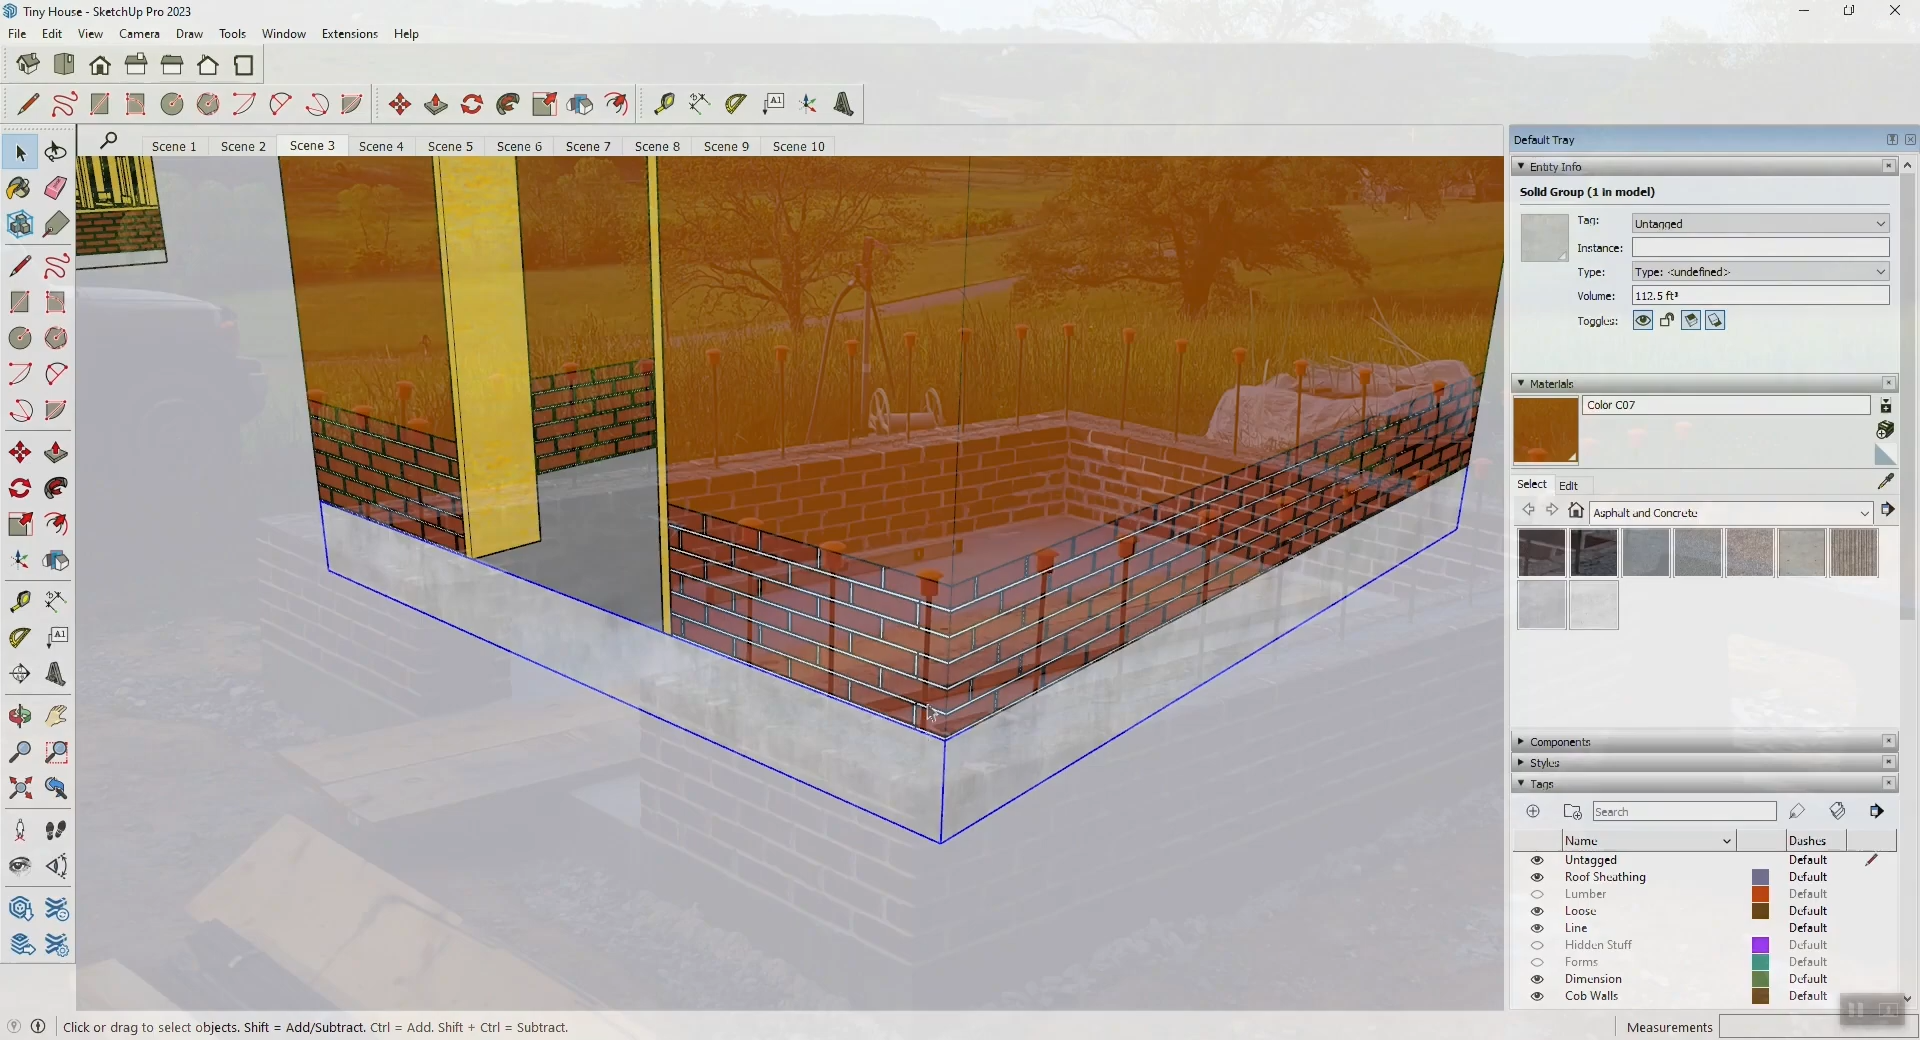 Tiny House - SketchUp Pro 2023
File Edit View Camera Draw Tools Window Extensions Help
A1
Scene 1 Scene 2 Scene 3 Scene 4 Scene 5 Scene 6 Scene 7 Scene 8 Scene 9 Scene 10
A1
Default Tray
Entity Info
Solid Group (1 in model)
Tag: Untagged
Instance:
Type: Type: <undefined>
Volume: 112.5 ft³
Toggles:
Materials
Color C07
Select Edit
Asphalt and Concrete
Components
Styles
Tags
Search
Name Dashes
Untagged Default
Roof Sheathing Default
Lumber Default
Loose Default
Line Default
Hidden Stuff Default
Forms Default
Dimension Default
Cob Walls Default
Click or drag to select objects. Shift = Add/Subtract. Ctrl = Add. Shift + Ctrl = Subtract.
Measurements